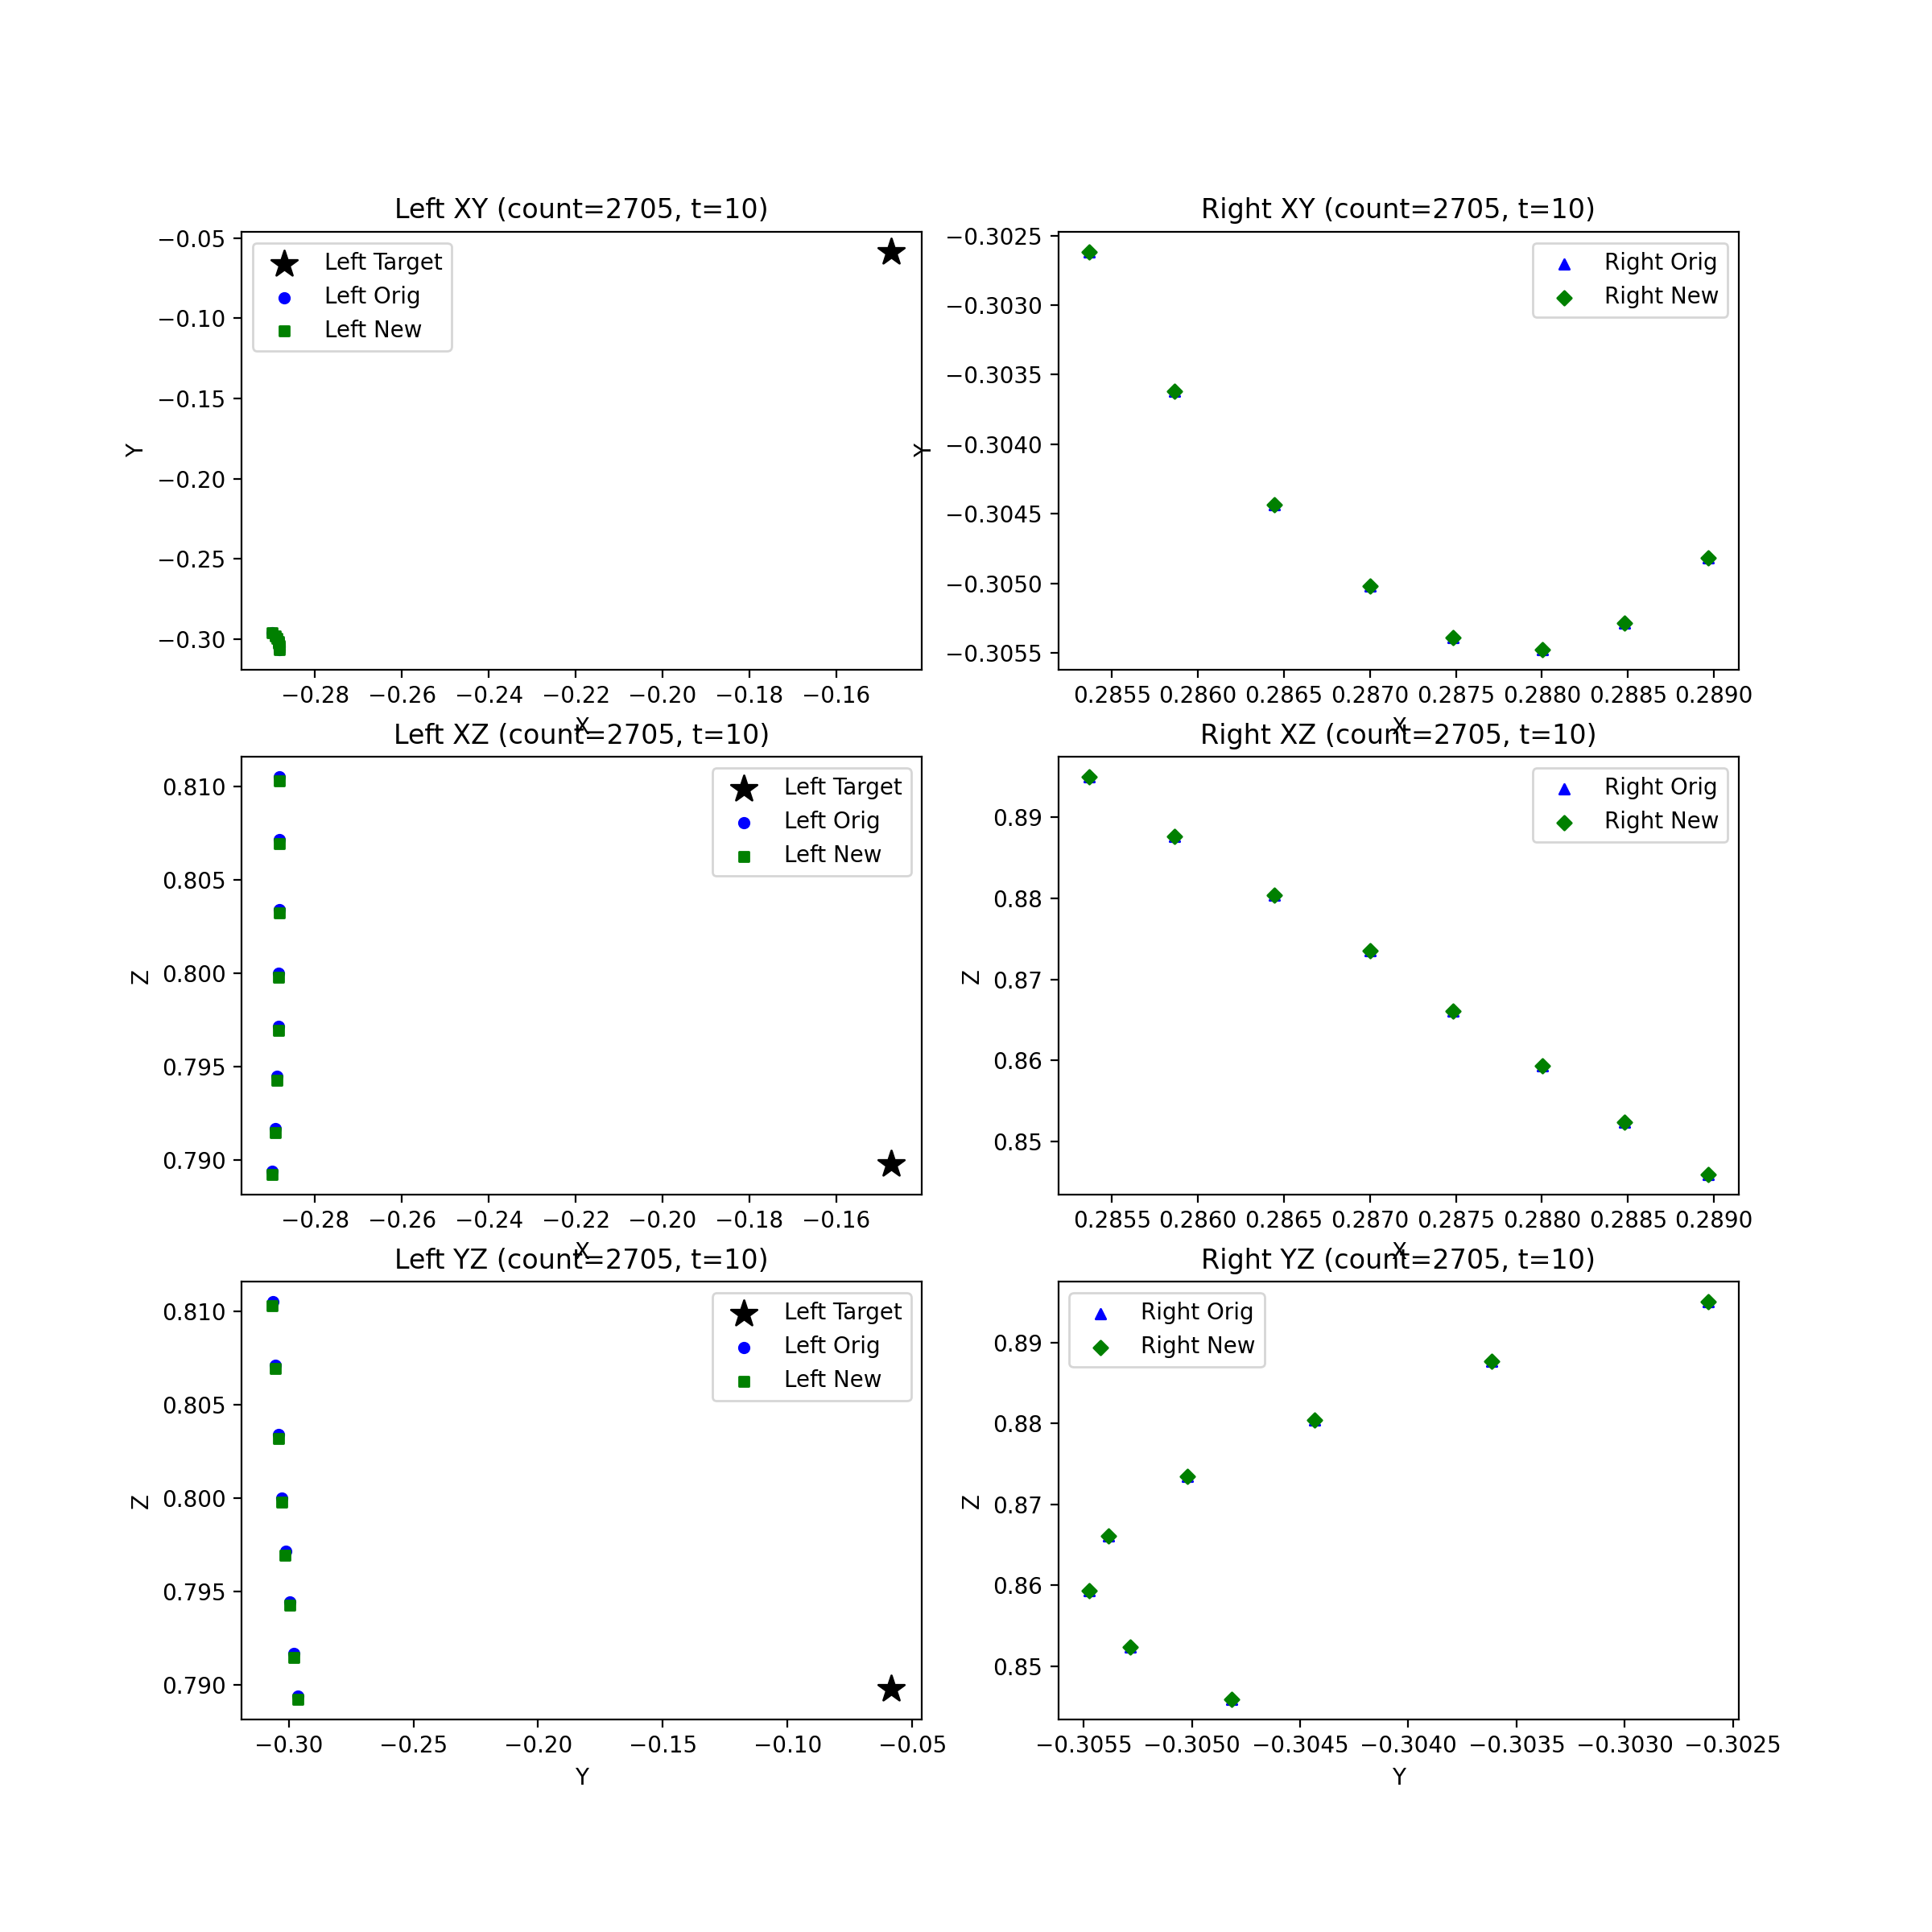 Left XY (count=2705, t=10)
−0.05
−0.10
−0.15
−0.20
−0.25
−0.30
Y
Left Target
Left Orig
Left New
−0.28 −0.26 −0.24 −0.22 −0.20 −0.18 −0.16
X
Right XY (count=2705, t=10)
−0.3025
−0.3030
−0.3035
−0.3040
−0.3045
−0.3050
−0.3055
Y
Right Orig
Right New
0.2855 0.2860 0.2865 0.2870 0.2875 0.2880 0.2885 0.2890
X
Left XZ (count=2705, t=10)
0.810
0.805
0.800
0.795
0.790
Z
Left Target
Left Orig
Left New
−0.28 −0.26 −0.24 −0.22 −0.20 −0.18 −0.16
X
Right XZ (count=2705, t=10)
0.89
0.88
0.87
0.86
0.85
Z
Right Orig
Right New
0.2855 0.2860 0.2865 0.2870 0.2875 0.2880 0.2885 0.2890
X
Left YZ (count=2705, t=10)
0.810
0.805
0.800
0.795
0.790
Z
Left Target
Left Orig
Left New
−0.30 −0.25 −0.20 −0.15 −0.10 −0.05
Y
Right YZ (count=2705, t=10)
0.89
0.88
0.87
0.86
0.85
Z
Right Orig
Right New
−0.3055 −0.3050 −0.3045 −0.3040 −0.3035 −0.3030 −0.3025
Y